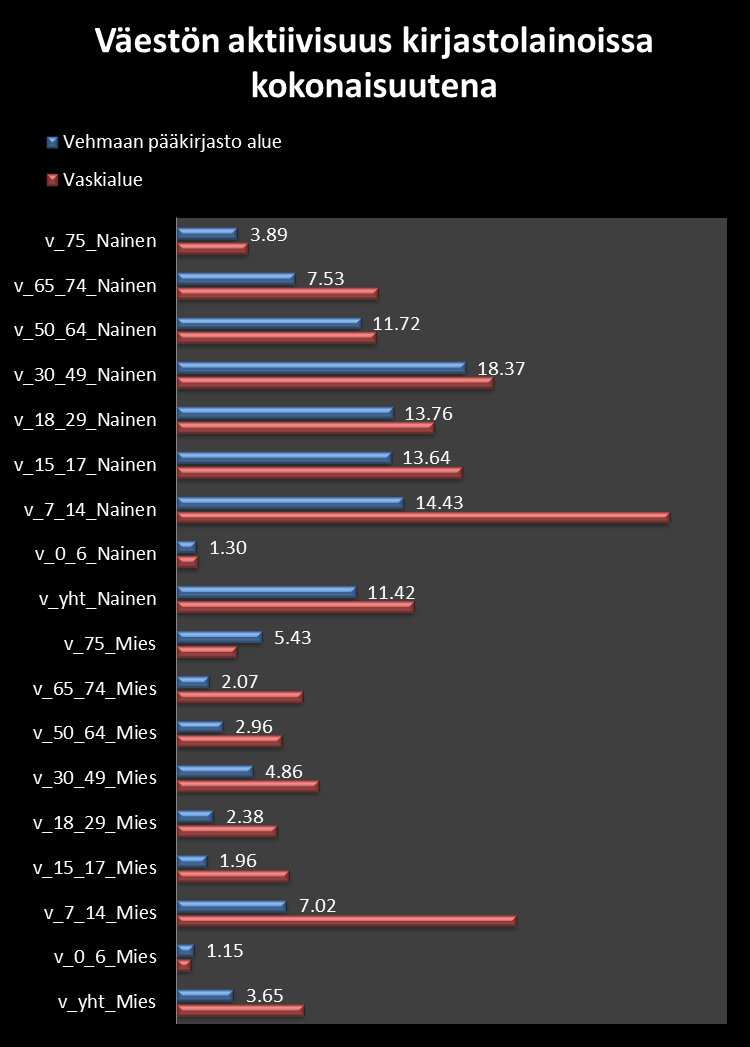 Väestön aktiivisuus kirjastolainoissa
kokonaisuutena
Vehmaan pääkirjasto alue
Vaskialue
v_75_Nainen 3.89
v_65_74_Nainen 7.53
v_50_64_Nainen 11.72
v_30_49_Nainen 18.37
v_18_29_Nainen 13.76
v_15_17_Nainen 13.64
v_7_14_Nainen 14.43
v_0_6_Nainen 1.30
v_yht_Nainen 11.42
v_75_Mies 5.43
v_65_74_Mies 2.07
v_50_64_Mies 2.96
v_30_49_Mies 4.86
v_18_29_Mies 2.38
v_15_17_Mies 1.96
v_7_14_Mies 7.02
v_0_6_Mies 1.15
v_yht_Mies 3.65